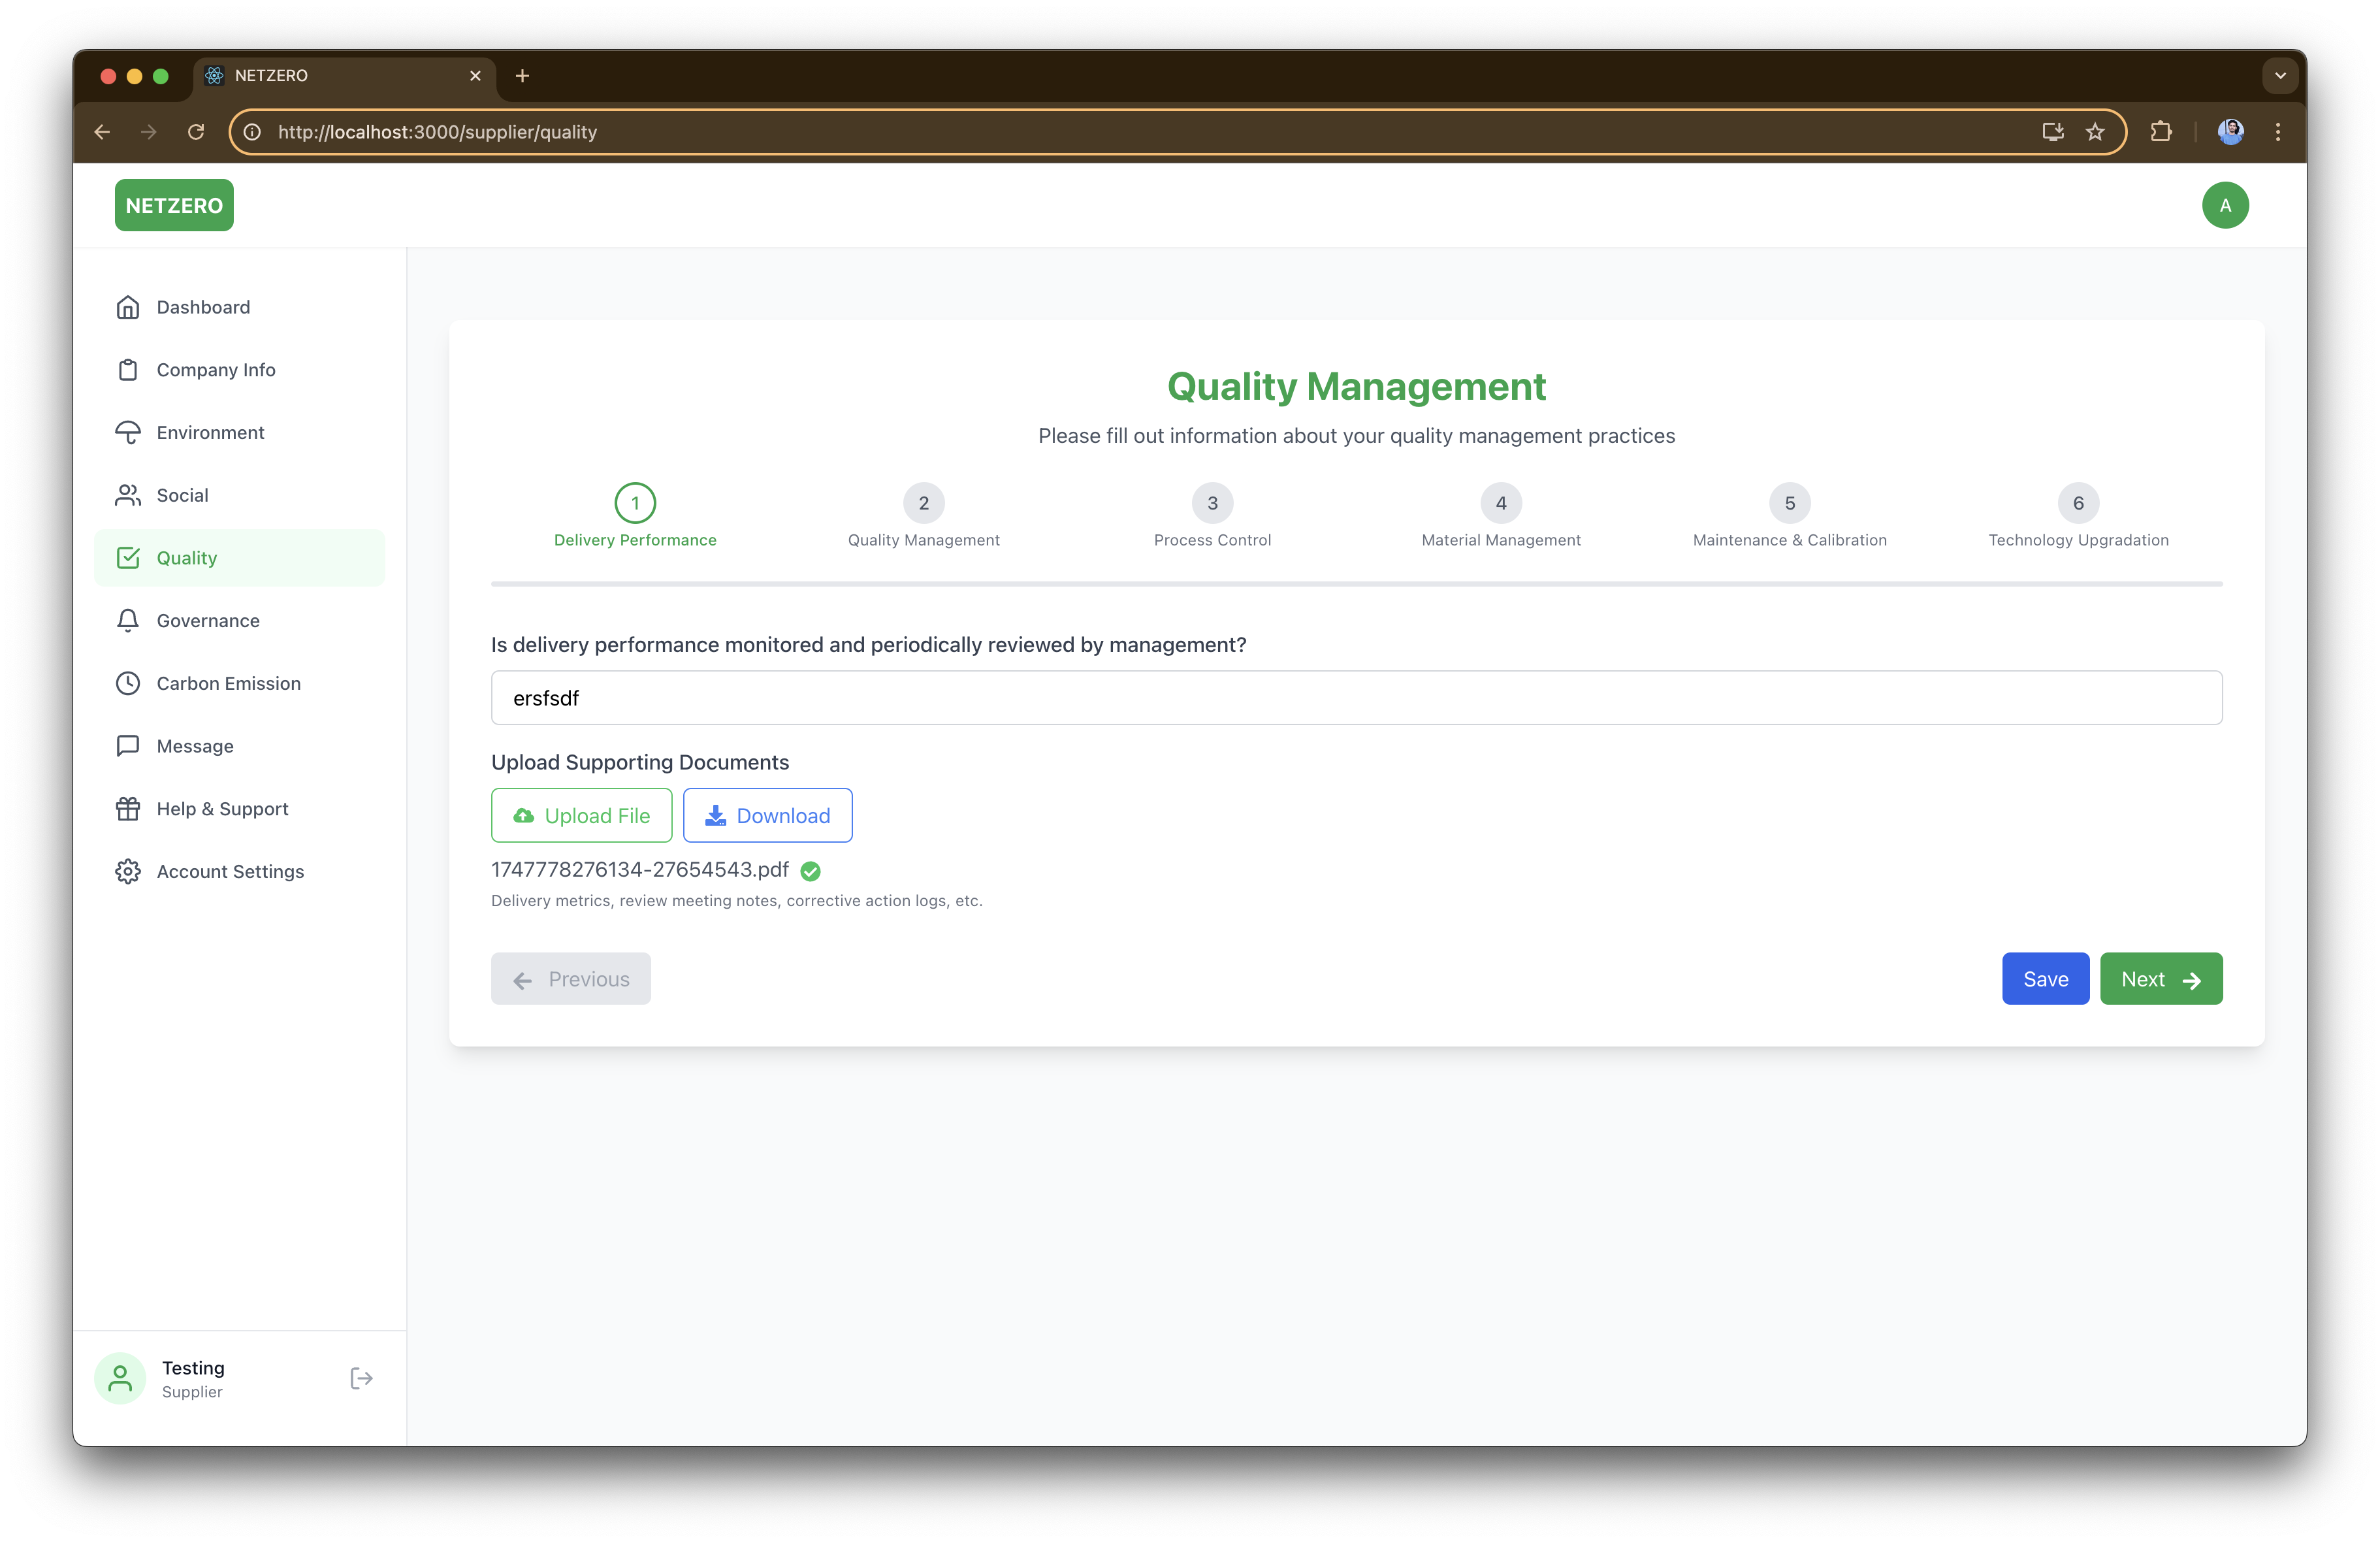 NETZERO
http://localhost:3000/supplier/quality
NETZERO
A
Dashboard
Company Info
Environment
Social
Quality
Governance
Carbon Emission
Message
Help & Support
Account Settings
Testing
Supplier
Quality Management
Please fill out information about your quality management practices
1
Delivery Performance
2
Quality Management
3
Process Control
4
Material Management
5
Maintenance & Calibration
6
Technology Upgradation
Is delivery performance monitored and periodically reviewed by management?
ersfsdf
Upload Supporting Documents
Upload File
Download
1747778276134-27654543.pdf
Delivery metrics, review meeting notes, corrective action logs, etc.
Previous
Save
Next